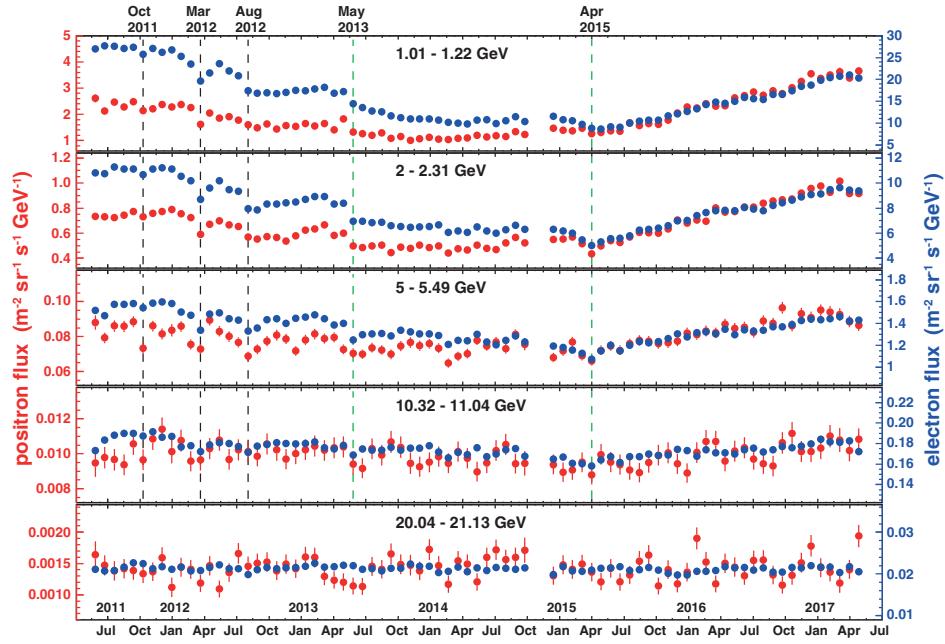 Oct Mar Aug May Apr
2011 2012 2012 2013 2015
5 1.01 - 1.22 GeV 30
4 25
3 20
2 15
1 10
5
1.2 2 - 2.31 GeV 12
1.0 10
0.8 8
0.6 6
0.4 4
positron flux (m⁻² sr⁻¹ s⁻¹ GeV⁻¹)
electron flux (m⁻² sr⁻¹ s⁻¹ GeV⁻¹)
5 - 5.49 GeV 1.8
0.10 1.6
1.4
0.08 1.2
0.06 1
10.32 - 11.04 GeV
0.012 0.20
0.18
0.010 0.16
0.008 0.14
0.22
20.04 - 21.13 GeV
0.0020 0.03
0.0015 0.02
0.0010 0.01
2011 2012 2013 2014 2015 2016 2017
Jul Oct Jan Apr Jul Oct Jan Apr Jul Oct Jan Apr Jul Oct Jan Apr Jul Oct Jan Apr Jul Oct Jan Apr Jul